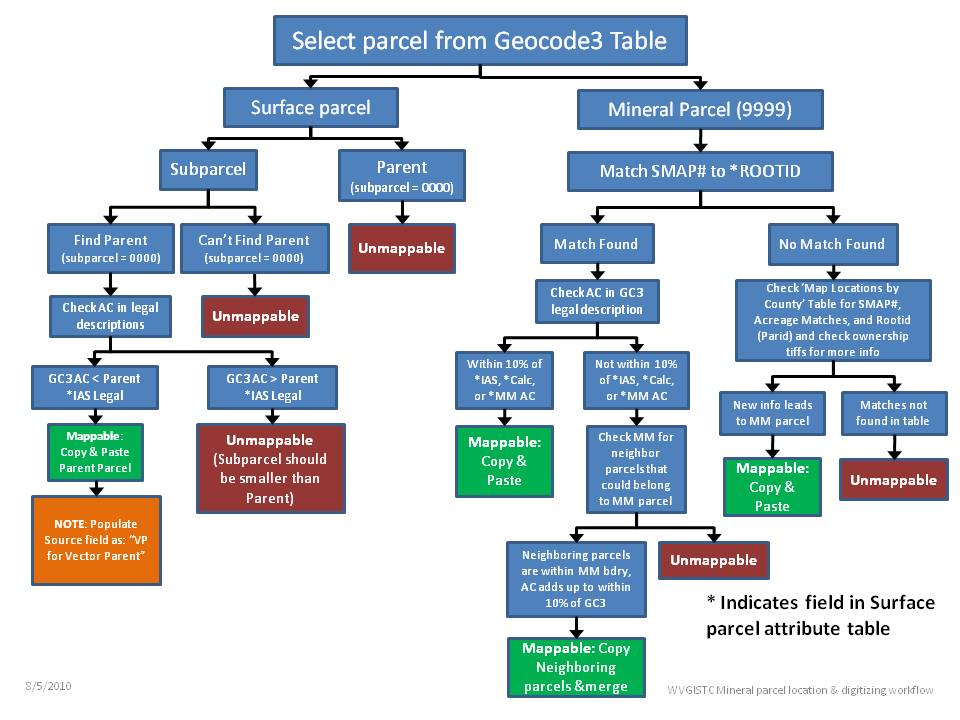 Select parcel from Geocode3 Table
Surface parcel
Mineral Parcel (9999)
Subparcel
Parent
(subparcel = 0000)
Match SMAP# to *ROOTID
Find Parent
(subparcel = 0000)
Can't Find Parent
(subparcel = 0000)
Unmappable
Match Found
No Match Found
Check AC in legal
descriptions
Unmappable
Check AC in GC3
legal description
Check 'Map Locations by
County' Table for SMAP#,
Acreage Matches, and Rootid
(Parid) and check ownership
tiffs for more info
GC3 AC < Parent
*IAS Legal
GC3 AC > Parent
*IAS Legal
Within 10% of
*IAS, *Calc,
or *MM AC
Not within 10%
of *IAS, *Calc,
or *MM AC
New info leads
to MM parcel
Matches not
found in table
Mappable:
Copy & Paste
Parent Parcel
Unmappable
(Subparcel should
be smaller than
Parent)
Mappable:
Copy &
Paste
Check MM for
neighbor
parcels that
could belong
to MM parcel
Mappable:
Copy &
Paste
Unmappable
NOTE: Populate
Source field as: "VP
for Vector Parent"
Neighboring parcels
are within MM bdry,
AC adds up to within
10% of GC3
Unmappable
* Indicates field in Surface
parcel attribute table
Mappable: Copy
Neighboring
parcels &merge
8/5/2010
WVGISTC Mineral parcel location & digitizing workflow